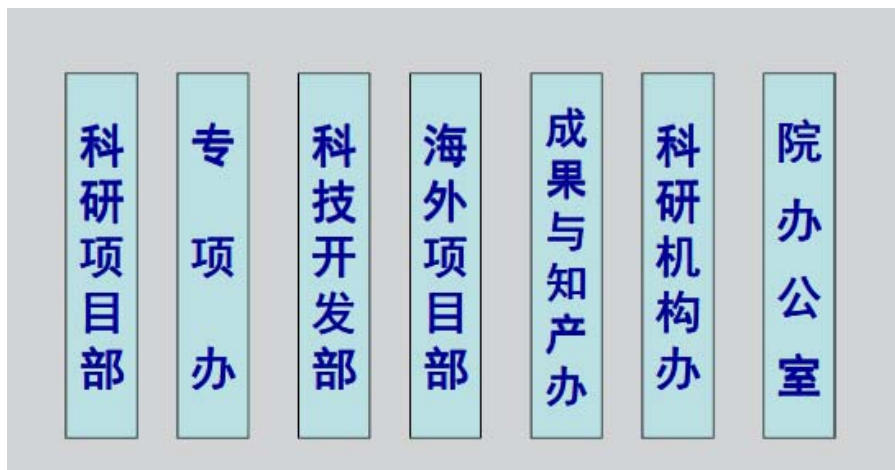 科研项目部
专项办
科技开发部
海外项目部
成果与知产办
科研机构办
院办公室